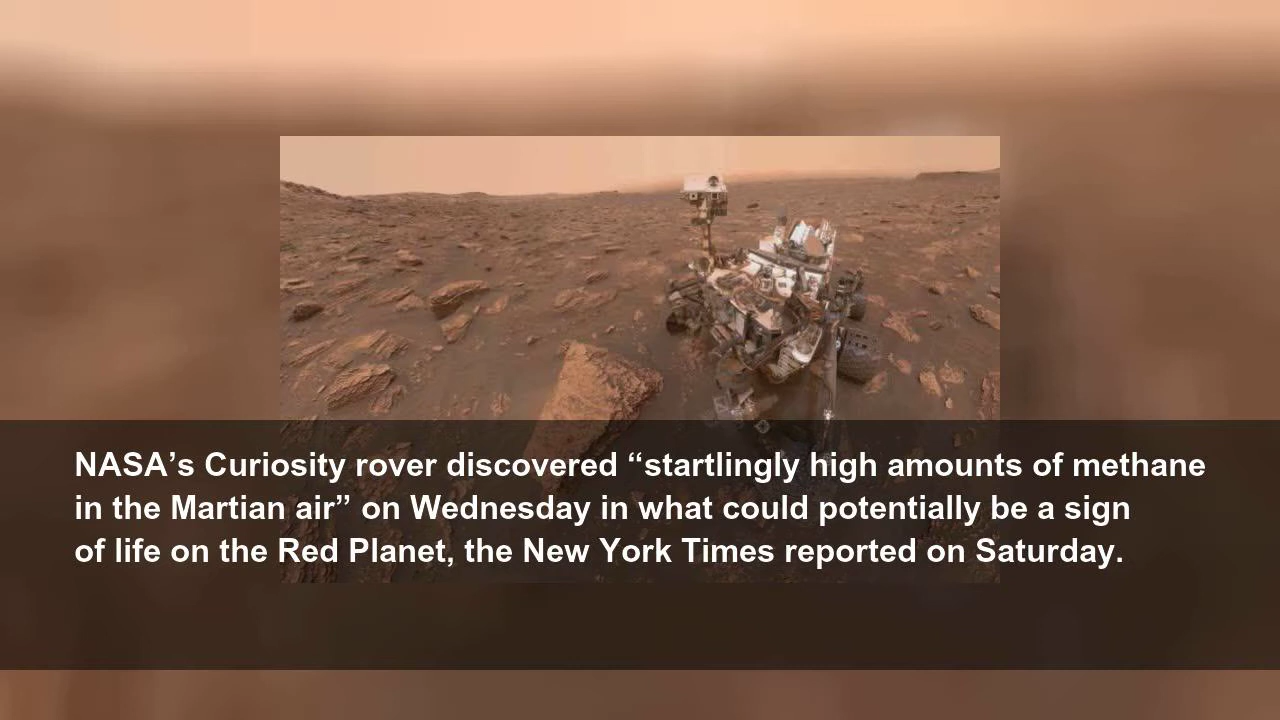 NASA’s Curiosity rover discovered “startlingly high amounts of methane
in the Martian air” on Wednesday in what could potentially be a sign
of life on the Red Planet, the New York Times reported on Saturday.